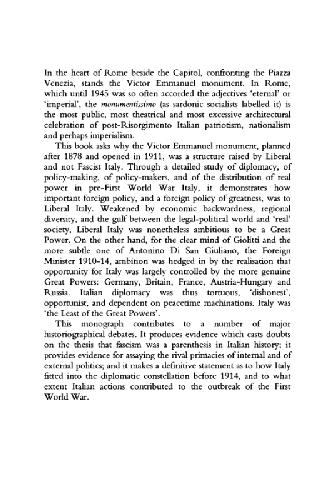 In the heart of Rome beside the Capitol, confronting the Piazza
Venezia, stands the Victor Emmanuel monument. In Rome,
which until 1945 was so often accorded the adjectives 'eternal' or
'imperial', the monumentissimo (as sardonic socialists labelled it) is
the most public, most theatrical and most excessive architectural
celebration of post-Risorgimento Italian patriotism, nationalism
and perhaps imperialism.
This book asks why the Victor Emmanuel monument, planned
after 1878 and opened in 1911, was a structure raised by Liberal
and not Fascist Italy. Through a detailed study of diplomacy, of
policy-making, of policy-makers, and of the distribution of real
power in pre-First World War Italy, it demonstrates how
important foreign policy, and a foreign policy of greatness, was to
Liberal Italy. Weakened by economic backwardness, regional
diversity, and the gulf between the legal-political world and 'real'
society, Liberal Italy was nonetheless ambitious to be a Great
Power. On the other hand, for the clear mind of Giolitti and the
more subtle one of Antonino Di San Giuliano, the Foreign
Minister 1910-14, ambition was hedged in by the realisation that
opportunity for Italy was largely controlled by the more genuine
Great Powers: Germany, Britain, France, Austria-Hungary and
Russia. Italian diplomacy was thus tortuous, 'dishonest',
opportunist, and dependent on peacetime machinations. Italy was
'the Least of the Great Powers'.
This monograph contributes to a number of major
historiographical debates. It produces evidence which casts doubts
on the thesis that fascism was a parenthesis in Italian history; it
provides evidence for assaying the rival primacies of internal and of
external politics; and it makes a definitive statement as to how Italy
fitted into the diplomatic constellation before 1914, and to what
extent Italian actions contributed to the outbreak of the First
World War.